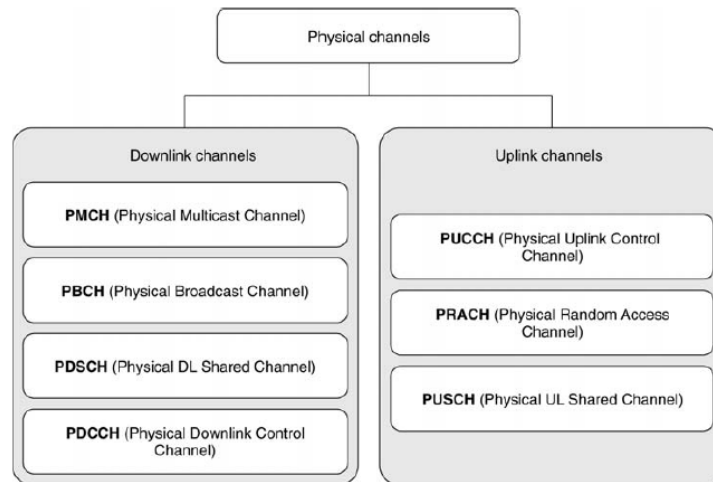 Physical channels
Downlink channels
PMCH (Physical Multicast Channel)
PBCH (Physical Broadcast Channel)
PDSCH (Physical DL Shared Channel)
PDCCH (Physical Downlink Control
Channel)
Uplink channels
PUCCH (Physical Uplink Control
Channel)
PRACH (Physical Random Access
Channel)
PUSCH (Physical UL Shared Channel)